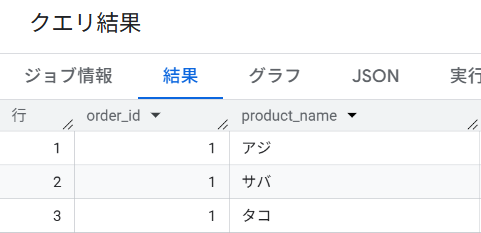 クエリ結果
ジョブ情報 結果 グラフ JSON 実行
行 order_id product_name
1 1 アジ
2 1 サバ
3 1 タコ